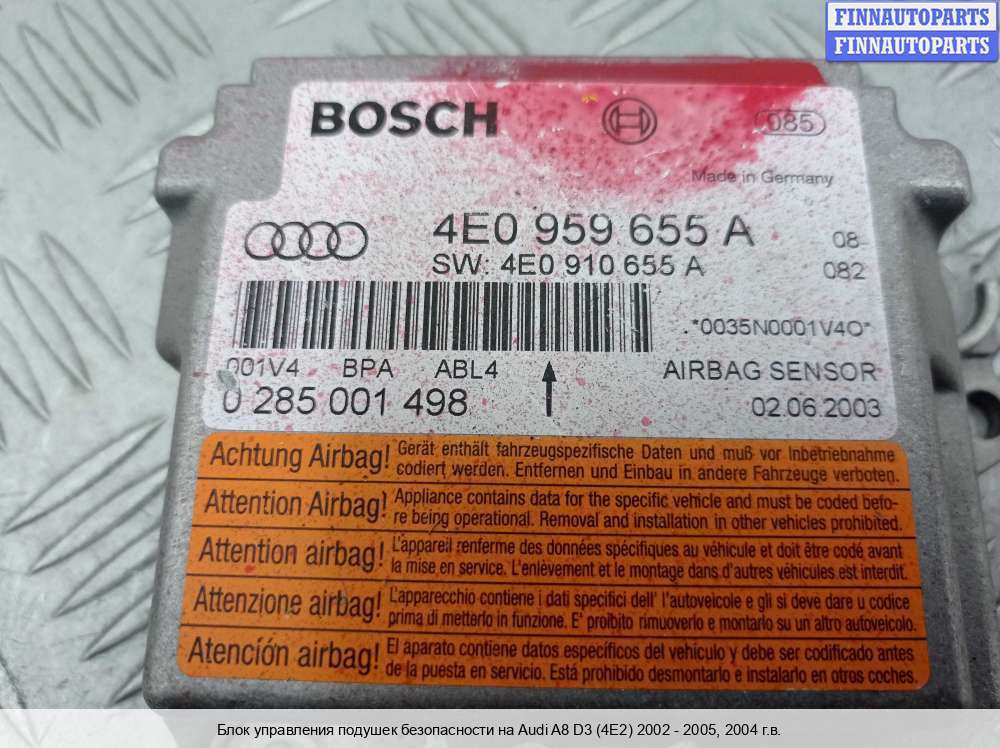 FINNAUTOPARTS
FINNAUTOPARTS
BOSCH
085
Made in Germany
4E0 959 655 A
08
SW: 4E0 910 655 A
082
.*0035N0001V4O*
001V4 BPA ABL4
AIRBAG SENSOR
0 285 001 498
02.06.2003
Achtung Airbag! Gerät enthält fahrzeugspezifische Daten und muß vor Inbetriebnahme
codiert werden. Entfernen und Einbau in andere Fahrzeuge verboten.
Attention Airbag! Appliance contains data for the specific vehicle and must be coded befo-
re being operational. Removal and installation in other vehicles prohibited.
Attention airbag! L'appareil renferme des données spécifiques au véhicule et doit être codé avant
la mise en service. L'enlèvement et le montage dans d'autres véhicules est interdit.
Attenzione airbag! L'apparecchio contiene i dati specifici dell' l'autoveicole e gli si deve dare u codice
prima di metterlo in funzione. E' proibito rimuoverlo e montarlo su un altro autoveicolo.
Atención airbag! El aparato contiene datos específicos del vehículo y debe ser codificado antes
de la puesta en servicio. Está prohibido desmontarlo e instalarlo en otros coches.
Блок управления подушек безопасности на Audi A8 D3 (4E2) 2002 - 2005, 2004 г.в.